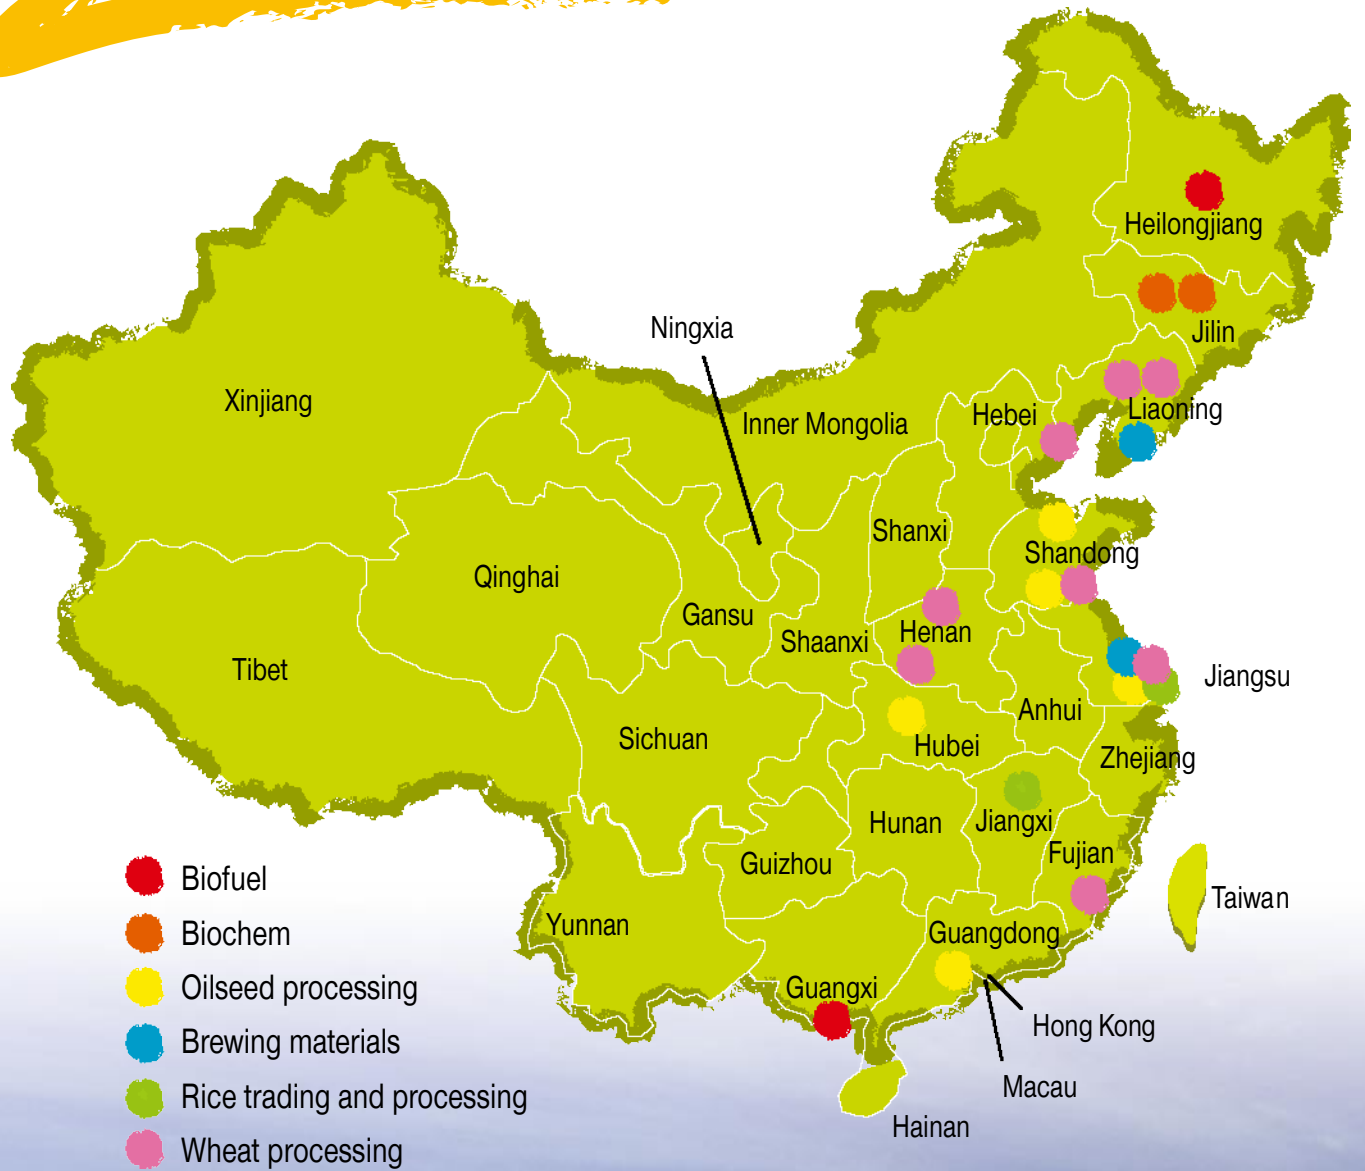 Heilongjiang
Jilin
Ningxia
Xinjiang
Inner Mongolia
Hebei
Liaoning
Shanxi
Shandong
Qinghai
Gansu
Henan
Shaanxi
Tibet
Jiangsu
Anhui
Sichuan
Hubei
Zhejiang
Hunan
Jiangxi
Fujian
Guizhou
Biofuel
Taiwan
Yunnan
Biochem
Guangdong
Oilseed processing
Guangxi
Hong Kong
Brewing materials
Macau
Rice trading and processing
Hainan
Wheat processing